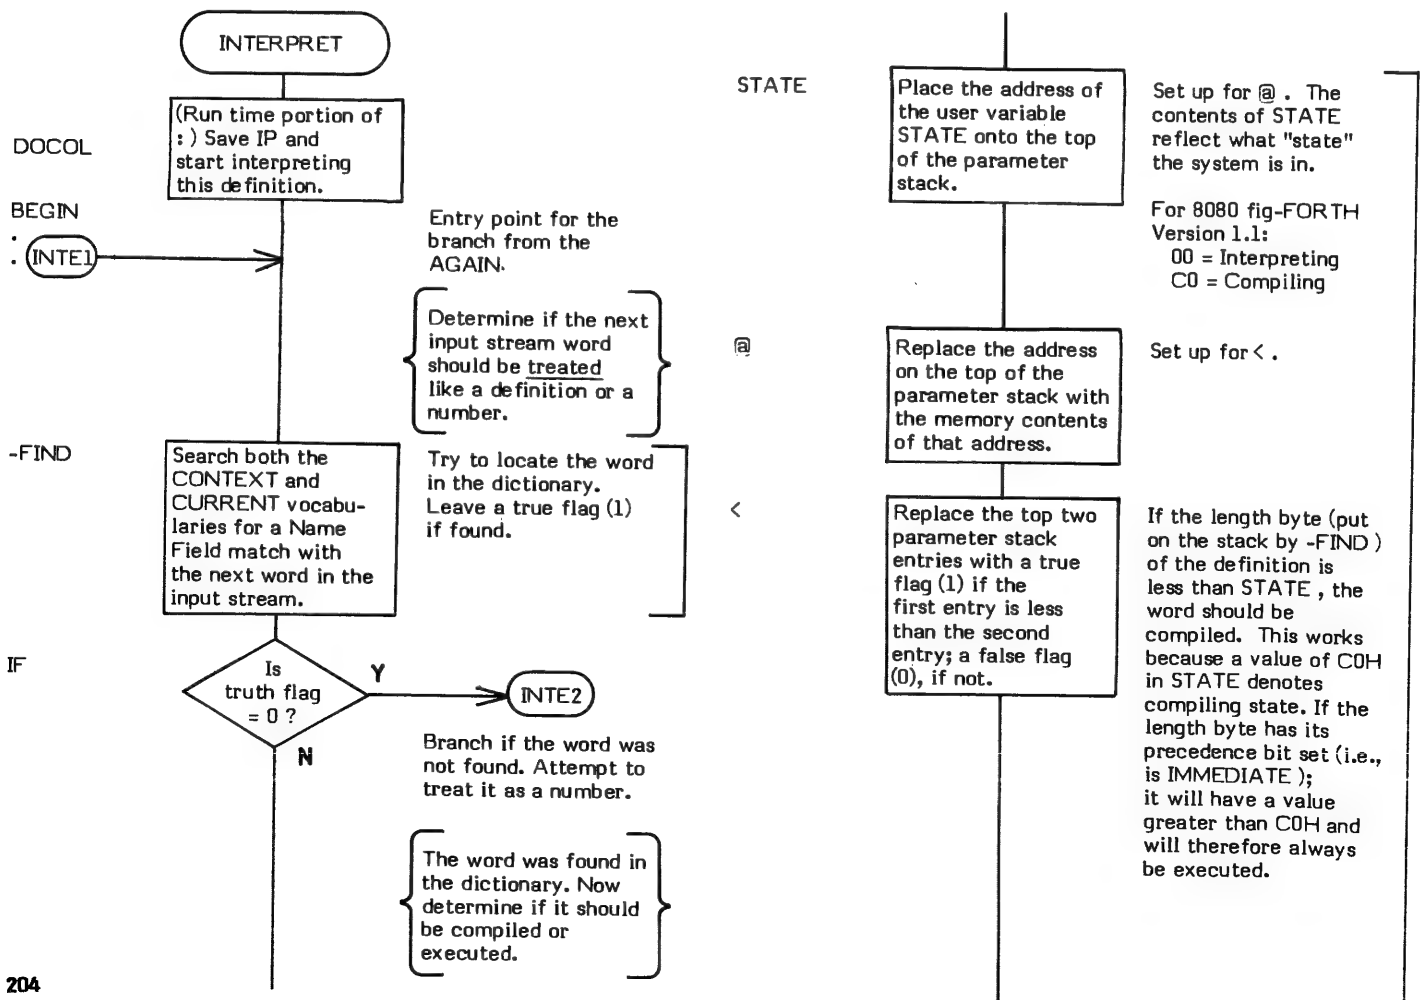 INTERPRET
DOCOL
(Run time portion of
: ) Save IP and
start interpreting
this definition.
BEGIN
:
: INTE1
Entry point for the
branch from the
AGAIN.
Determine if the next
input stream word
should be treated
like a definition or a
number.
-FIND
Search both the
CONTEXT and
CURRENT vocabu-
laries for a Name
Field match with
the next word in the
input stream.
Try to locate the word
in the dictionary.
Leave a true flag (1)
if found.
IF
Is
truth flag
= 0 ?
Y
INTE2
N
Branch if the word was
not found. Attempt to
treat it as a number.
The word was found in
the dictionary. Now
determine if it should
be compiled or
executed.
204
STATE
Place the address of
the user variable
STATE onto the top
of the parameter
stack.
Set up for @ . The
contents of STATE
reflect what "state"
the system is in.
For 8080 fig-FORTH
Version 1.1:
00 = Interpreting
C0 = Compiling
@
Replace the address
on the top of the
parameter stack with
the memory contents
of that address.
Set up for < .
<
Replace the top two
parameter stack
entries with a true
flag (1) if the
first entry is less
than the second
entry; a false flag
(0), if not.
If the length byte (put
on the stack by -FIND )
of the definition is
less than STATE , the
word should be
compiled. This works
because a value of C0H
in STATE denotes
compiling state. If the
length byte has its
precedence bit set (i.e.,
is IMMEDIATE );
it will have a value
greater than C0H and
will therefore always
be executed.